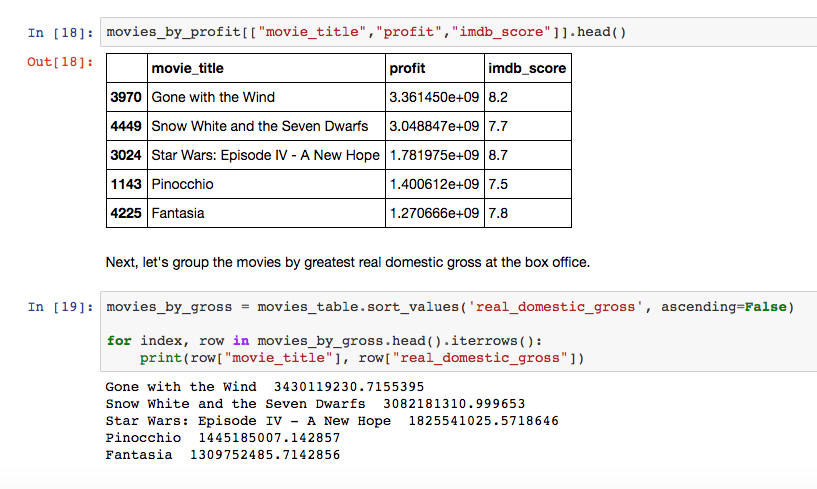 In [18]: movies_by_profit[["movie_title","profit","imdb_score"]].head()
Out[18]:
movie_title profit imdb_score
3970 Gone with the Wind 3.361450e+09 8.2
4449 Snow White and the Seven Dwarfs 3.048847e+09 7.7
3024 Star Wars: Episode IV - A New Hope 1.781975e+09 8.7
1143 Pinocchio 1.400612e+09 7.5
4225 Fantasia 1.270666e+09 7.8
Next, let's group the movies by greatest real domestic gross at the box office.
In [19]: movies_by_gross = movies_table.sort_values('real_domestic_gross', ascending=False)
for index, row in movies_by_gross.head().iterrows():
    print(row["movie_title"], row["real_domestic_gross"])
Gone with the Wind  3430119230.7155395
Snow White and the Seven Dwarfs  3082181310.999653
Star Wars: Episode IV - A New Hope  1825541025.5718646
Pinocchio  1445185007.142857
Fantasia  1309752485.7142856